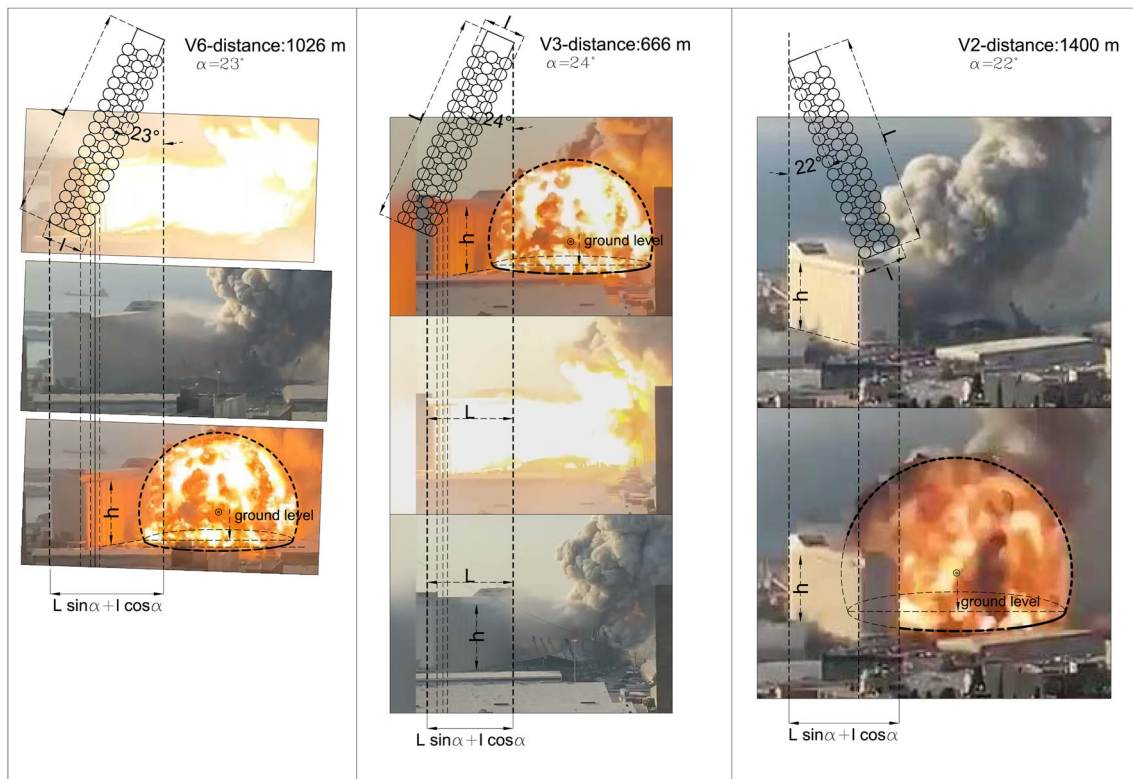 V6-distance:1026 m
α=23°
L
23°
l
h
ground level
L sinα+l cosα
V3-distance:666 m
α=24°
l
L
24°
h
ground level
L
L
h
L sinα+l cosα
V2-distance:1400 m
α=22°
L
22°
l
h
h
ground level
L sinα+l cosα